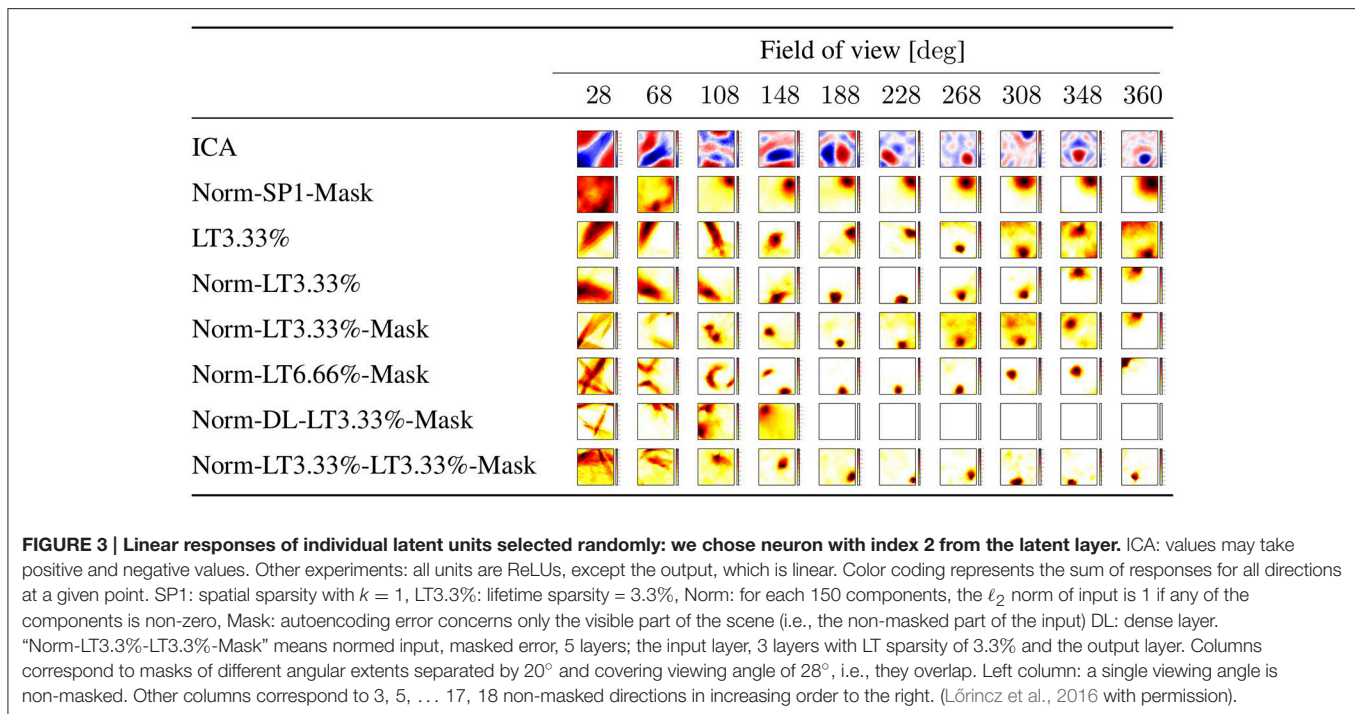 Field of view [deg]
28 68 108 148 188 228 268 308 348 360
ICA
Norm-SP1-Mask
LT3.33%
Norm-LT3.33%
Norm-LT3.33%-Mask
Norm-LT6.66%-Mask
Norm-DL-LT3.33%-Mask
Norm-LT3.33%-LT3.33%-Mask
FIGURE 3 | Linear responses of individual latent units selected randomly: we chose neuron with index 2 from the latent layer. ICA: values may take
positive and negative values. Other experiments: all units are ReLUs, except the output, which is linear. Color coding represents the sum of responses for all directions
at a given point. SP1: spatial sparsity with k = 1, LT3.3%: lifetime sparsity = 3.3%, Norm: for each 150 components, the ℓ2 norm of input is 1 if any of the
components is non-zero, Mask: autoencoding error concerns only the visible part of the scene (i.e., the non-masked part of the input) DL: dense layer.
“Norm-LT3.3%-LT3.3%-Mask” means normed input, masked error, 5 layers; the input layer, 3 layers with LT sparsity of 3.3% and the output layer. Columns
correspond to masks of different angular extents separated by 20° and covering viewing angle of 28°, i.e., they overlap. Left column: a single viewing angle is
non-masked. Other columns correspond to 3, 5, … 17, 18 non-masked directions in increasing order to the right. (Lőrincz et al., 2016 with permission).